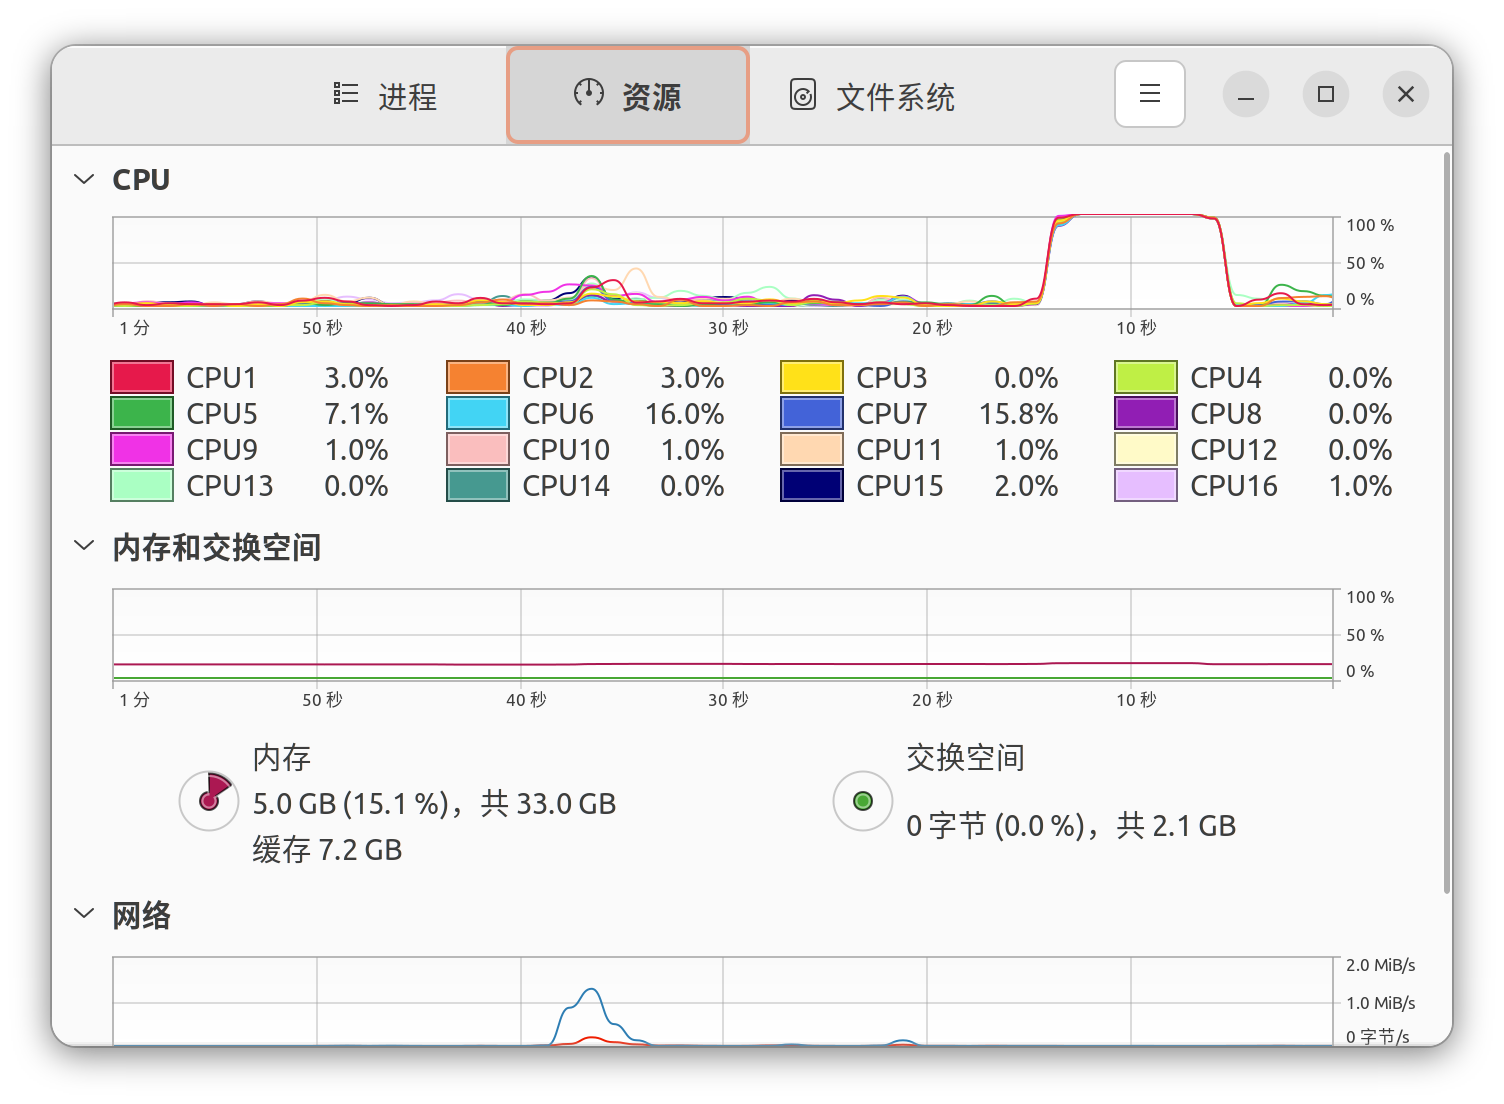 进程 资源 文件系统
CPU
100 %
50 %
0 %
1 分 50 秒 40 秒 30 秒 20 秒 10 秒
CPU1 3.0% CPU2 3.0% CPU3 0.0% CPU4 0.0%
CPU5 7.1% CPU6 16.0% CPU7 15.8% CPU8 0.0%
CPU9 1.0% CPU10 1.0% CPU11 1.0% CPU12 0.0%
CPU13 0.0% CPU14 0.0% CPU15 2.0% CPU16 1.0%
内存和交换空间
100 %
50 %
0 %
1 分 50 秒 40 秒 30 秒 20 秒 10 秒
内存
5.0 GB (15.1 %)，共 33.0 GB
缓存 7.2 GB
交换空间
0 字节 (0.0 %)，共 2.1 GB
网络
2.0 MiB/s
1.0 MiB/s
0 字节/s